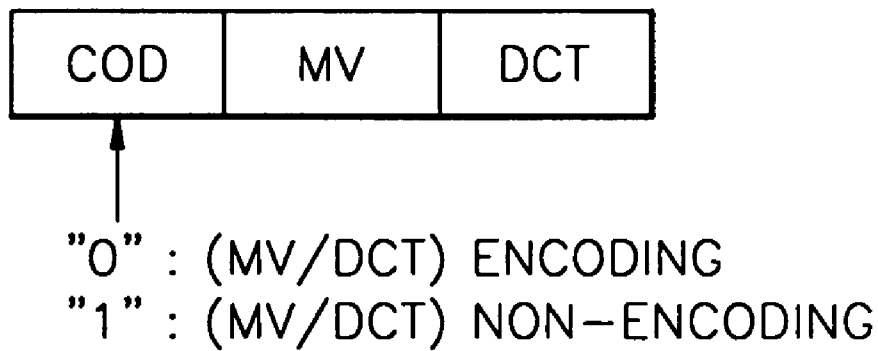 COD MV DCT
"0" : (MV/DCT) ENCODING
"1" : (MV/DCT) NON-ENCODING